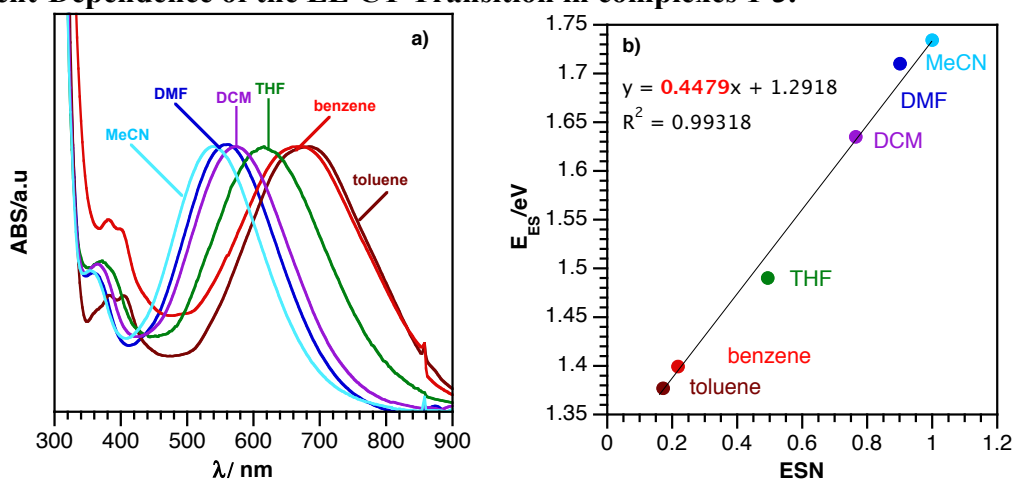 ent-Dependence of the LL'CT Transition in complexes 1-3.
a)
MeCN
DMF
DCM
THF
benzene
toluene
ABS/a.u
300 400 500 600 700 800 900
λ/ nm
b)
y = 0.4479x + 1.2918
R² = 0.99318
MeCN
DMF
DCM
THF
benzene
toluene
E_ES/eV
1.75
1.7
1.65
1.6
1.55
1.5
1.45
1.4
1.35
0 0.2 0.4 0.6 0.8 1 1.2
ESN